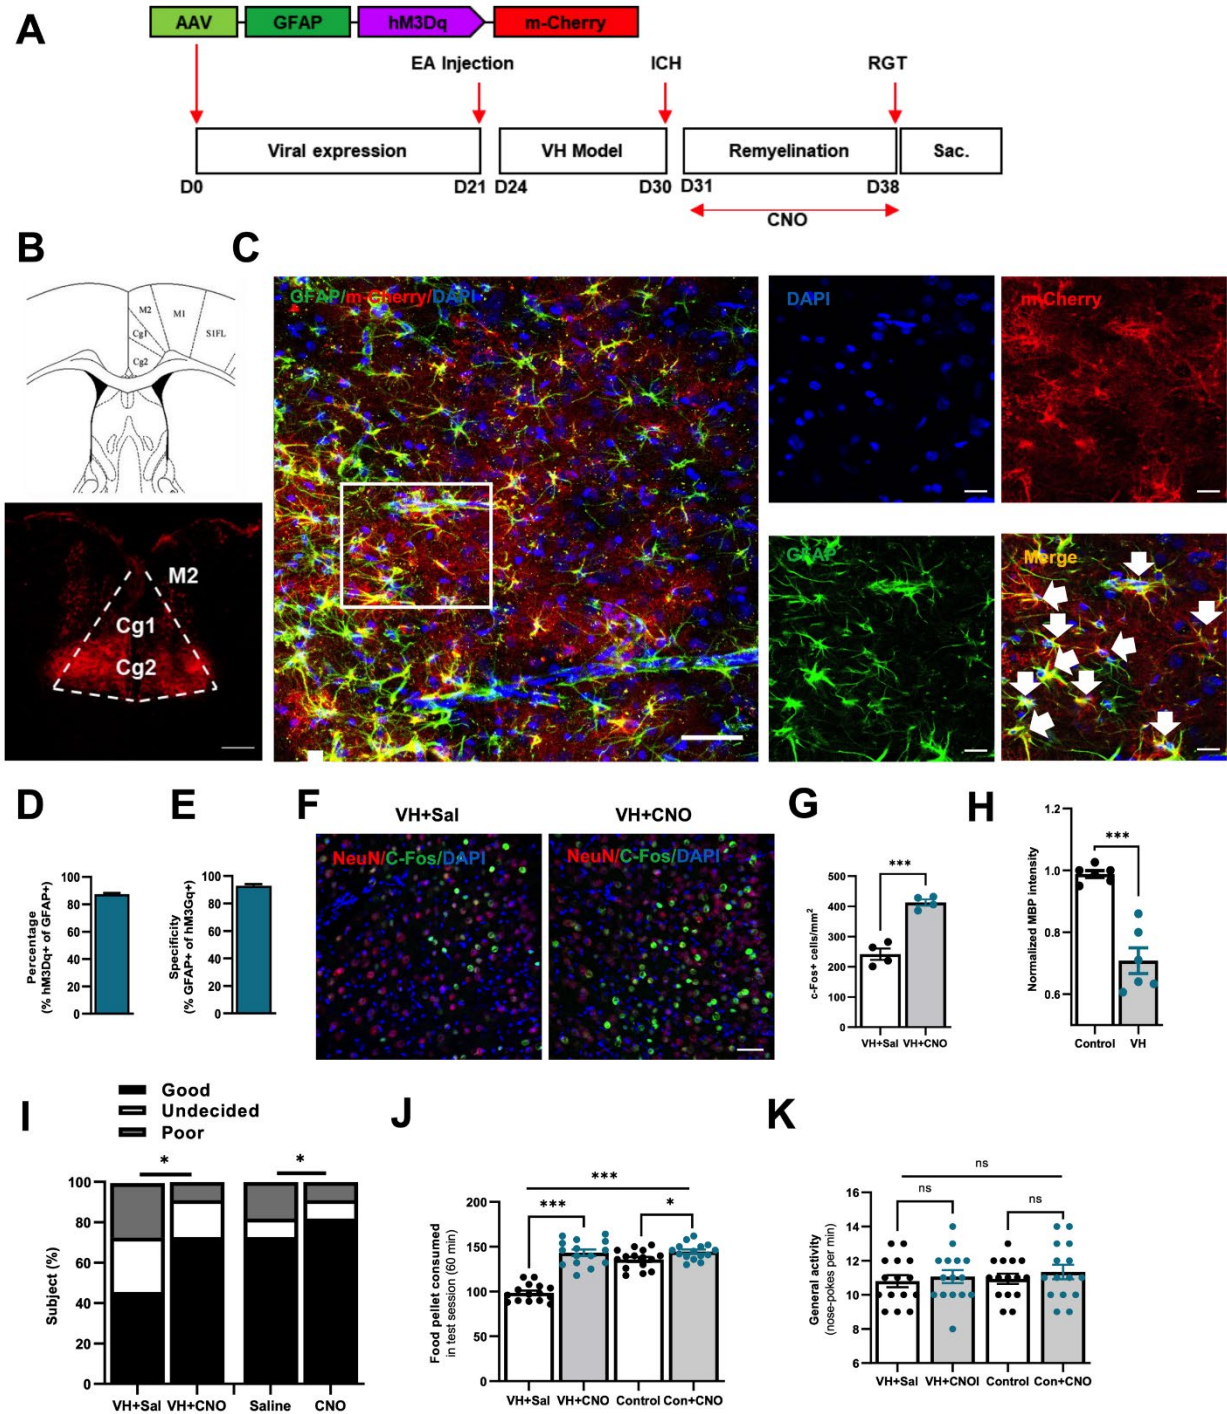 A
AAV GFAP hM3Dq m-Cherry
EA Injection ICH RGT
Viral expression VH Model Remyelination Sac.
D0 D21 D24 D30 D31 D38
CNO
B
M2 M1
Cg1 S1FL
Cg2
M2
Cg1
Cg2
C
GFAP/m-Cherry/DAPI
DAPI
mCherry
GFAP
Merge
D
Percentage
(% hM3Dq+ of GFAP+)
100
80
60
40
20
0
E
Specificity
(% GFAP+ of hM3Gq+)
100
80
60
40
20
0
F
VH+Sal VH+CNO
NeuN/C-Fos/DAPI NeuN/C-Fos/DAPI
G
c-Fos+ cells/mm²
500
400
300
200
100
0
***
VH+Sal VH+CNO
H
Normalized MBP intensity
1.2
1.0
0.8
0.6
***
Control VH
I
Good
Undecided
Poor
Subject (%)
100
80
60
40
20
0
* *
VH+Sal VH+CNO Saline CNO
J
Food pellet consumed
in test session (60 min)
200
150
100
50
0
***
*** *
VH+Sal VH+CNO Control Con+CNO
K
General activity
(nose-pokes per min)
16
14
12
10
8
6
ns
ns ns
VH+Sal VH+CNOI Control Con+CNO